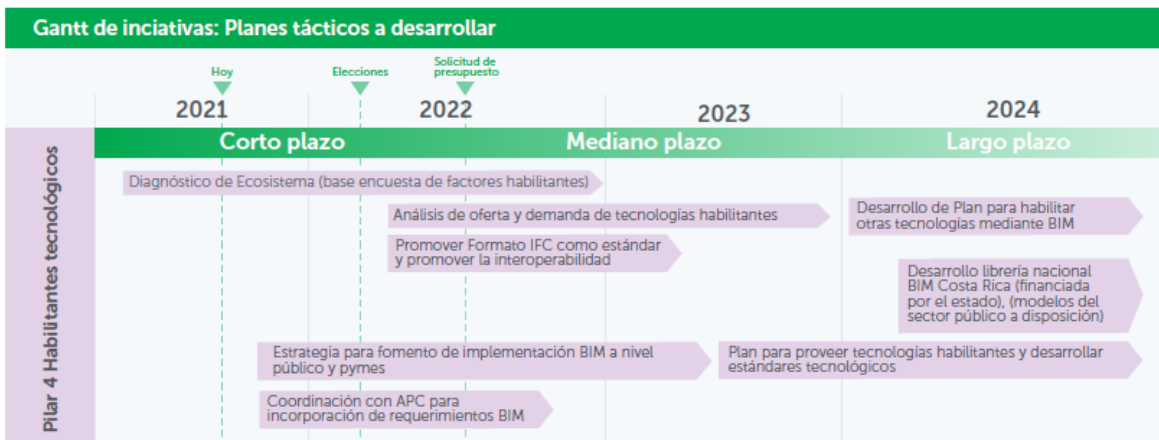 Gantt de inciativas: Planes tácticos a desarrollar
Hoy
Elecciones
Solicitud de
presupuesto
2021
2022
2023
2024
Corto plazo
Mediano plazo
Largo plazo
Pilar 4 Habilitantes tecnológicos
Diagnóstico de Ecosistema (base encuesta de factores habilitantes)
Análisis de oferta y demanda de tecnologías habilitantes
Desarrollo de Plan para habilitar
otras tecnologías mediante BIM
Promover Formato IFC como estándar
y promover la interoperabilidad
Desarrollo librería nacional
BIM Costa Rica (financiada
por el estado), (modelos del
sector público a disposición)
Estrategia para fomento de implementación BIM a nivel
público y pymes
Plan para proveer tecnologías habilitantes y desarrollar
estándares tecnológicos
Coordinación con APC para
incorporación de requerimientos BIM